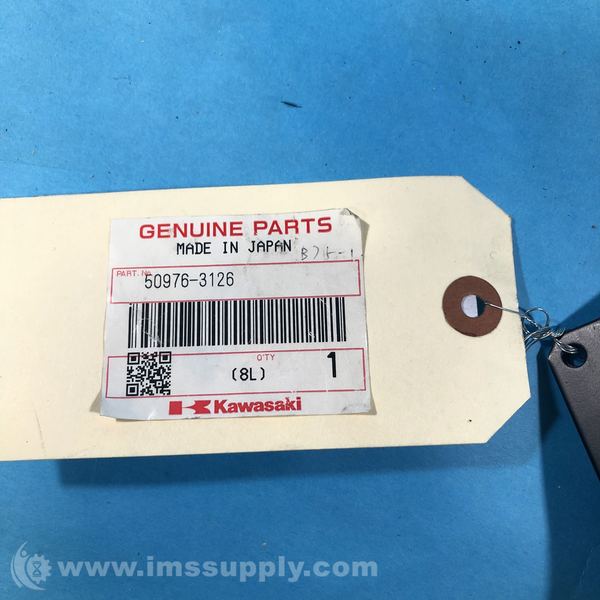 GENUINE PARTS
MADE IN JAPAN
PART. No.
50976-3126
Q'TY
(8L) 1
Kawasaki
www.imssupply.com